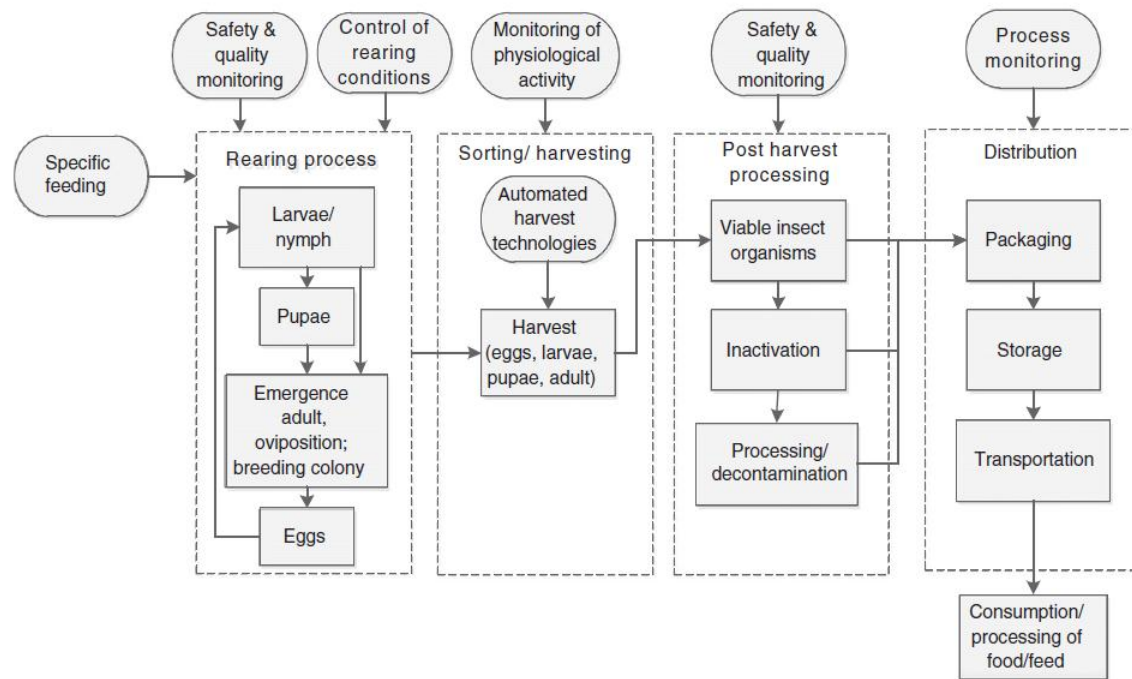 Safety &
quality
monitoring
Control of
rearing
conditions
Monitoring of
physiological
activity
Safety &
quality
monitoring
Process
monitoring
Specific
feeding
Rearing process
Larvae/
nymph
Pupae
Emergence
adult,
oviposition;
breeding colony
Eggs
Sorting/ harvesting
Automated
harvest
technologies
Harvest
(eggs, larvae,
pupae, adult)
Post harvest
processing
Viable insect
organisms
Inactivation
Processing/
decontamination
Distribution
Packaging
Storage
Transportation
Consumption/
processing of
food/feed